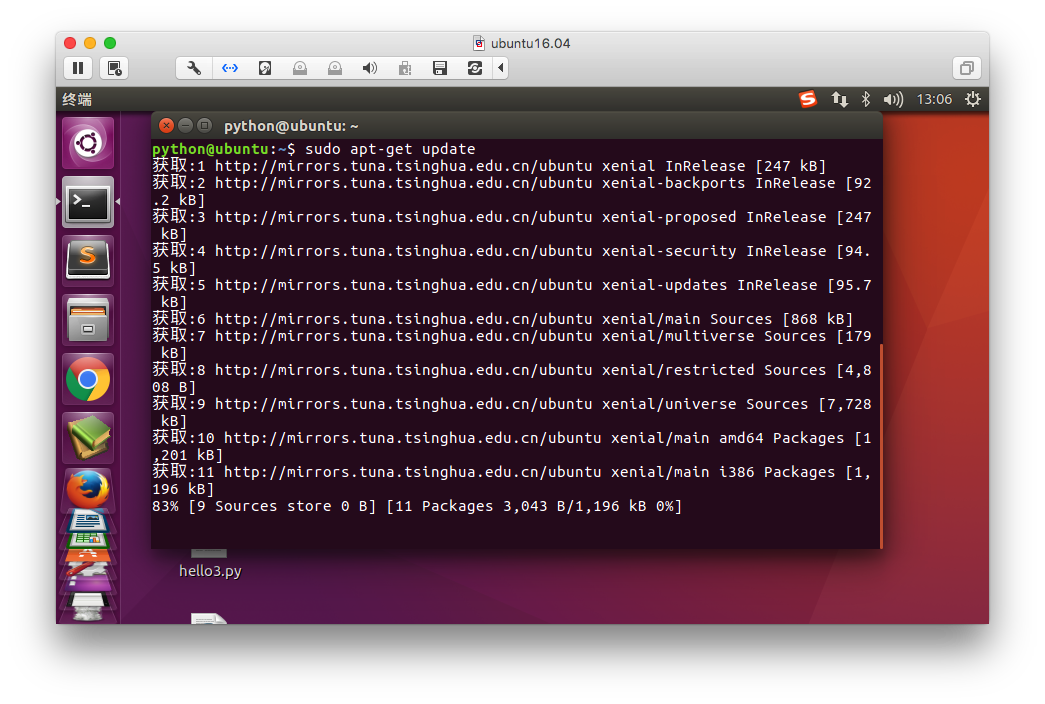 ubuntu16.04
终端
13:06
python@ubuntu: ~
python@ubuntu:~$ sudo apt-get update
获取:1 http://mirrors.tuna.tsinghua.edu.cn/ubuntu xenial InRelease [247 kB]
获取:2 http://mirrors.tuna.tsinghua.edu.cn/ubuntu xenial-backports InRelease [92
.2 kB]
获取:3 http://mirrors.tuna.tsinghua.edu.cn/ubuntu xenial-proposed InRelease [247
 kB]
获取:4 http://mirrors.tuna.tsinghua.edu.cn/ubuntu xenial-security InRelease [94.
5 kB]
获取:5 http://mirrors.tuna.tsinghua.edu.cn/ubuntu xenial-updates InRelease [95.7
 kB]
获取:6 http://mirrors.tuna.tsinghua.edu.cn/ubuntu xenial/main Sources [868 kB]
获取:7 http://mirrors.tuna.tsinghua.edu.cn/ubuntu xenial/multiverse Sources [179
 kB]
获取:8 http://mirrors.tuna.tsinghua.edu.cn/ubuntu xenial/restricted Sources [4,8
08 B]
获取:9 http://mirrors.tuna.tsinghua.edu.cn/ubuntu xenial/universe Sources [7,728
 kB]
获取:10 http://mirrors.tuna.tsinghua.edu.cn/ubuntu xenial/main amd64 Packages [1
,201 kB]
获取:11 http://mirrors.tuna.tsinghua.edu.cn/ubuntu xenial/main i386 Packages [1,
196 kB]
83% [9 Sources store 0 B] [11 Packages 3,043 B/1,196 kB 0%]
hello3.py